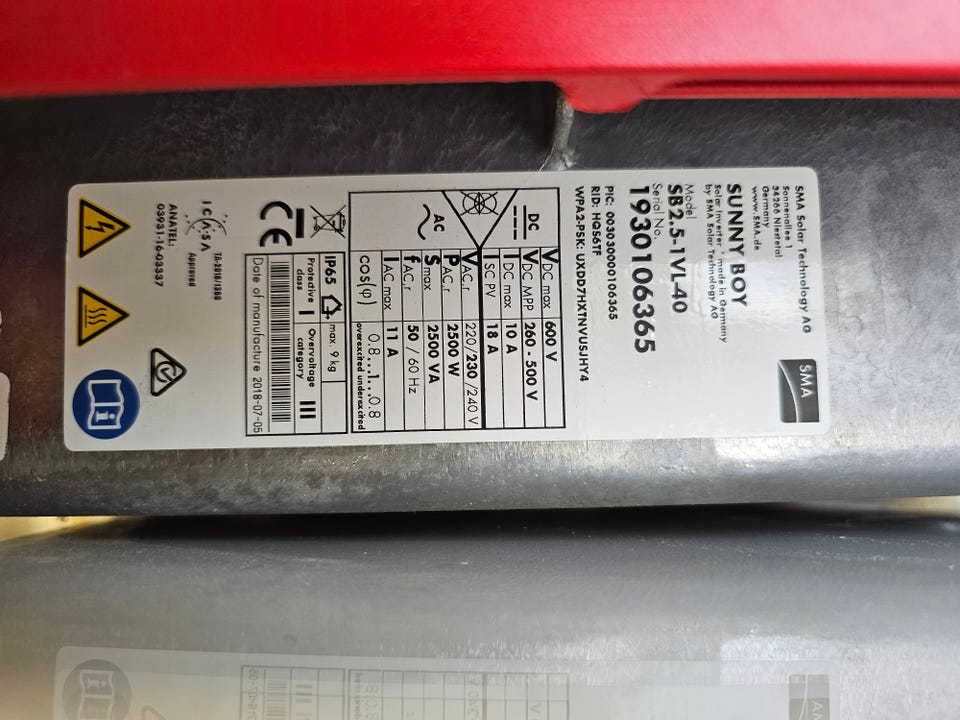 SMA Solar Technology AG
Sonnenallee 1
34266 Niestetal
Germany
www.SMA.de
SMA
SUNNY BOY
Solar Inverter, made in Germany
by SMA Solar Technology AG
Model
SB2.5-1VL-40
Serial No.
1930106365
PIC: 0030300001106365
RID: HQS61F
WPA2-PSK: UXDD7HXTNVUSJHY4
DC VDC max 600 V
VDC, MPP 260 - 500 V
IDC max 10 A
ISC PV 18 A
AC VAC,r 220/230/240 V
PAC,r 2500 W
Smax 2500 VA
fAC,r 50 / 60 Hz
IAC max 11 A
cos(φ) 0.8...1...0.8
overexcited underexcited
IP65 max. 9 kg
Protective class I Overvoltage category III
Date of manufacture 2018-07-05
CE
ICASA
TA-2016/1360
Approved
ANATEL:
03931-16-03337
SMA